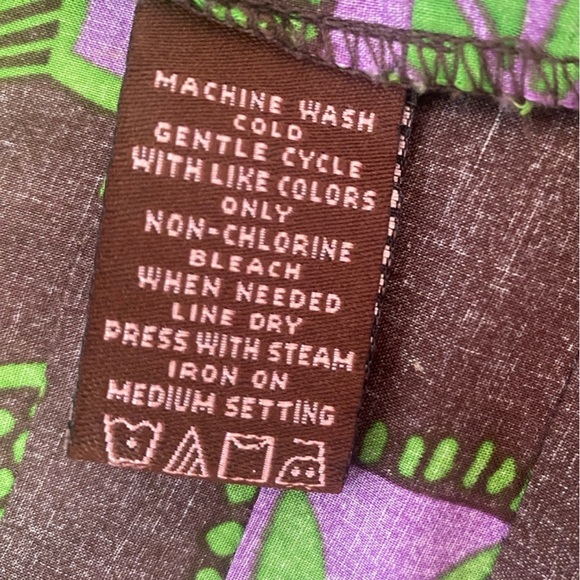 MACHINE WASH
COLD
GENTLE CYCLE
WITH LIKE COLORS
ONLY
NON-CHLORINE
BLEACH
WHEN NEEDED
LINE DRY
PRESS WITH STEAM
IRON ON
MEDIUM SETTING